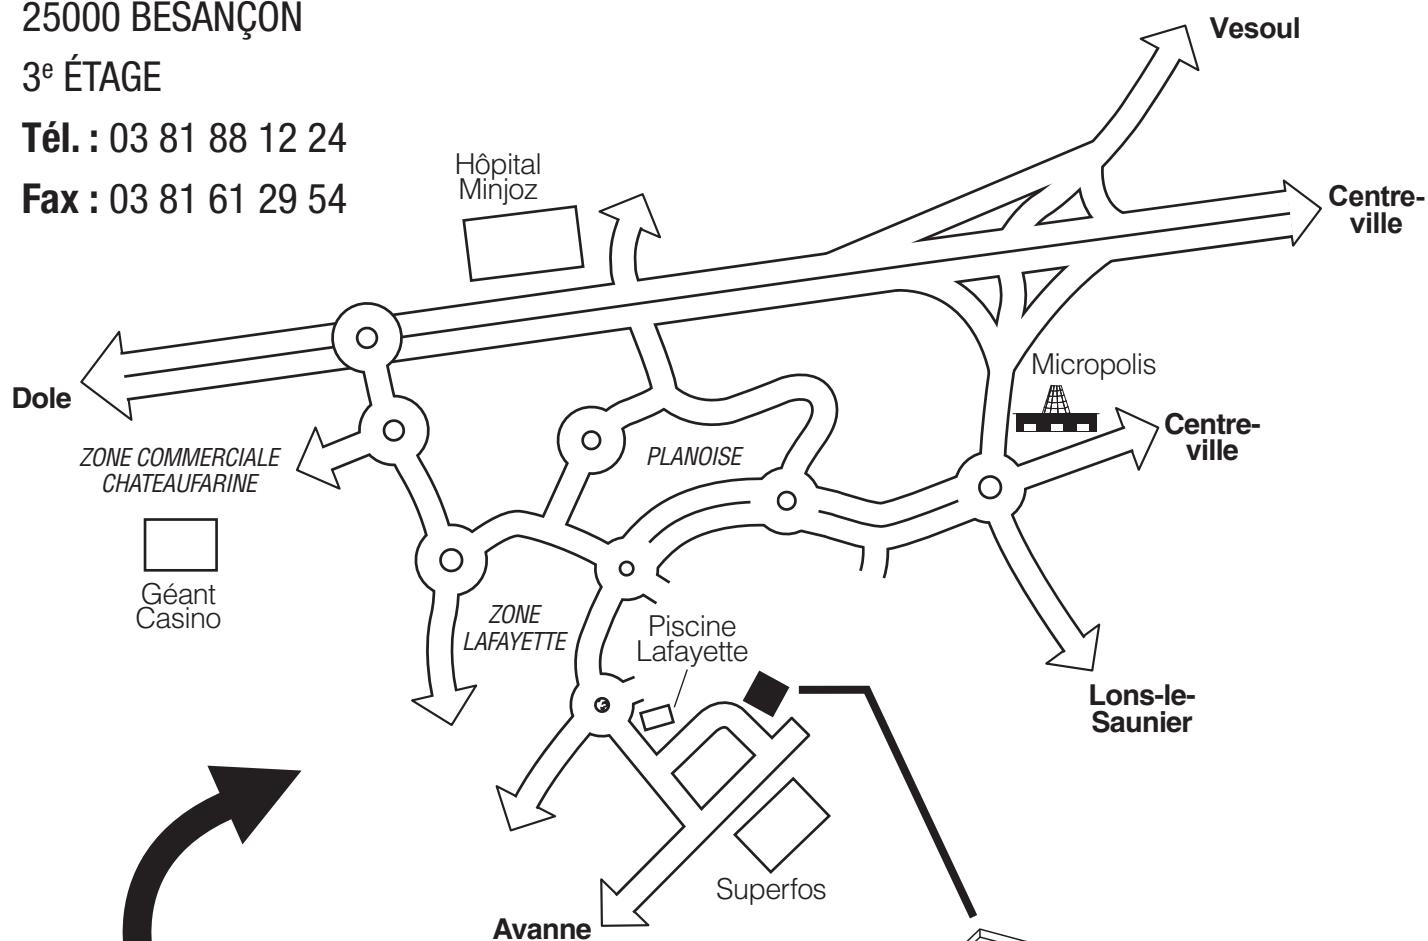 25000 BESANÇON
3e ÉTAGE
Tél. : 03 81 88 12 24
Fax : 03 81 61 29 54
Vesoul
Hôpital
Minjoz
Centre-
ville
Dole
Micropolis
Centre-
ville
ZONE COMMERCIALE
CHATEAUFARINE
PLANOISE
Géant
Casino
ZONE
LAFAYETTE
Piscine
Lafayette
Lons-le-
Saunier
Superfos
Avanne